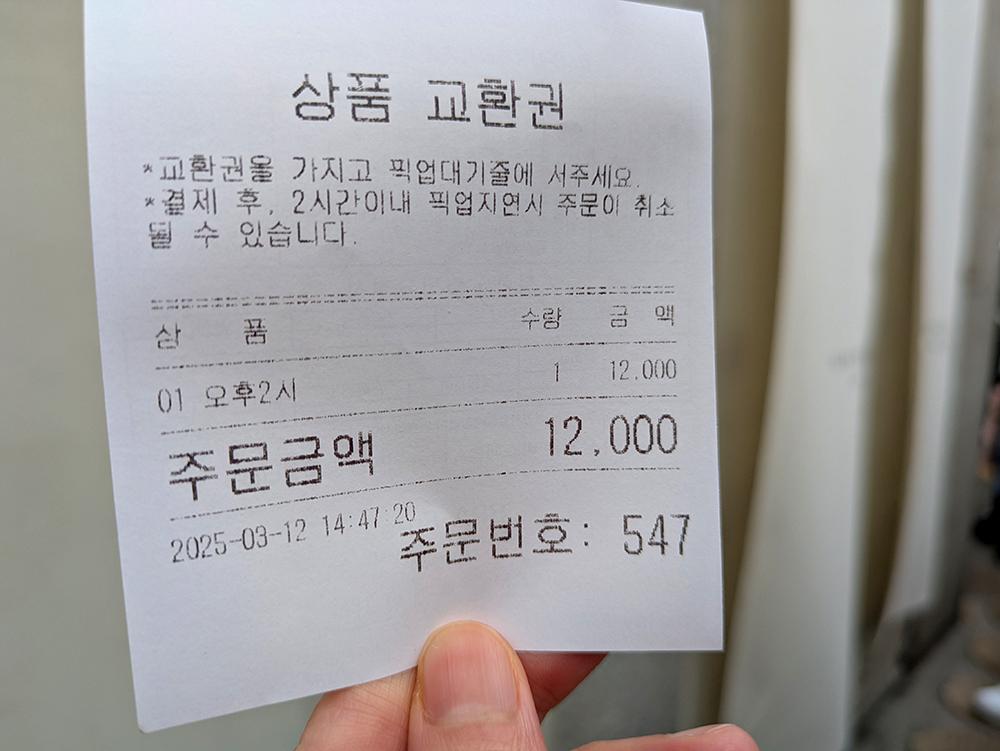 상품 교환권
*교환권을 가지고 픽업대기줄에 서주세요.
*결제 후, 2시간이내 픽업지연시 주문이 취소
될 수 있습니다.
상 품 수량 금 액
01 오후2시 1 12.000
주문금액 12,000
2025-03-12 14:47:20
주문번호: 547